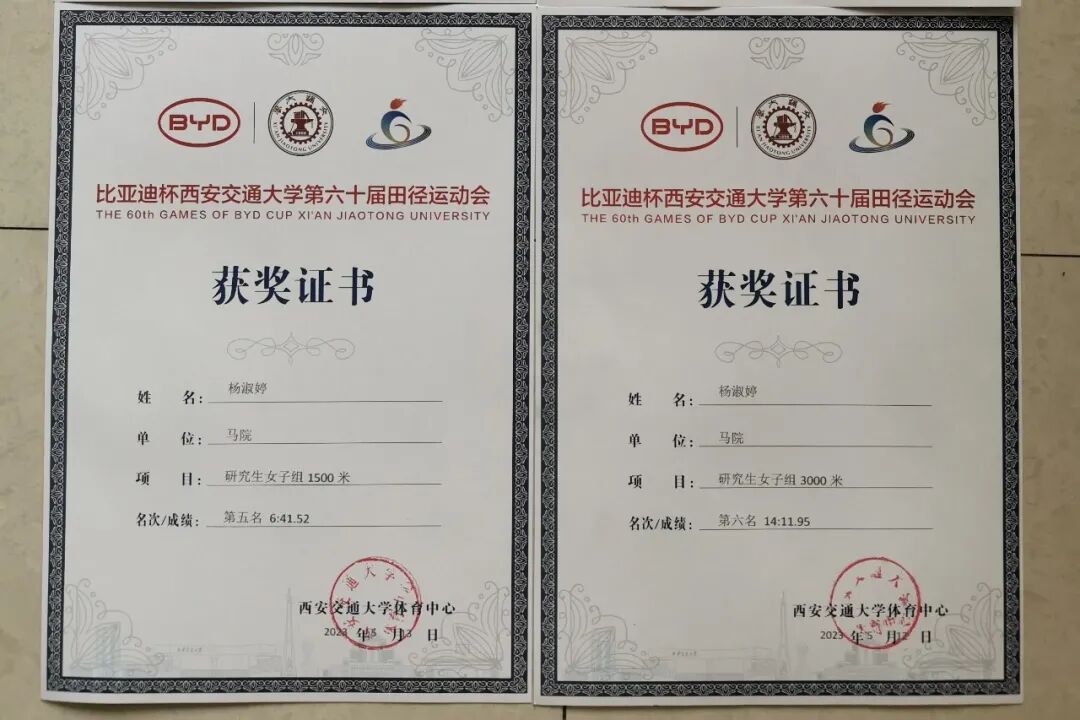 BYD
XI'AN JIAOTONG UNIVERSITY
比亚迪杯西安交通大学第六十届田径运动会
THE 60th GAMES OF BYD CUP XI'AN JIAOTONG UNIVERSITY
获奖证书
姓 名: 杨淑婷
单 位: 马院
项 目: 研究生女子组 1500 米
名次/成绩: 第五名 6:41.52
西安交通大学体育中心
2023 年 5 月 13 日
BYD
XI'AN JIAOTONG UNIVERSITY
比亚迪杯西安交通大学第六十届田径运动会
THE 60th GAMES OF BYD CUP XI'AN JIAOTONG UNIVERSITY
获奖证书
姓 名: 杨淑婷
单 位: 马院
项 目: 研究生女子组 3000 米
名次/成绩: 第六名 14:11.95
西安交通大学体育中心
2023 年 5 月 12 日